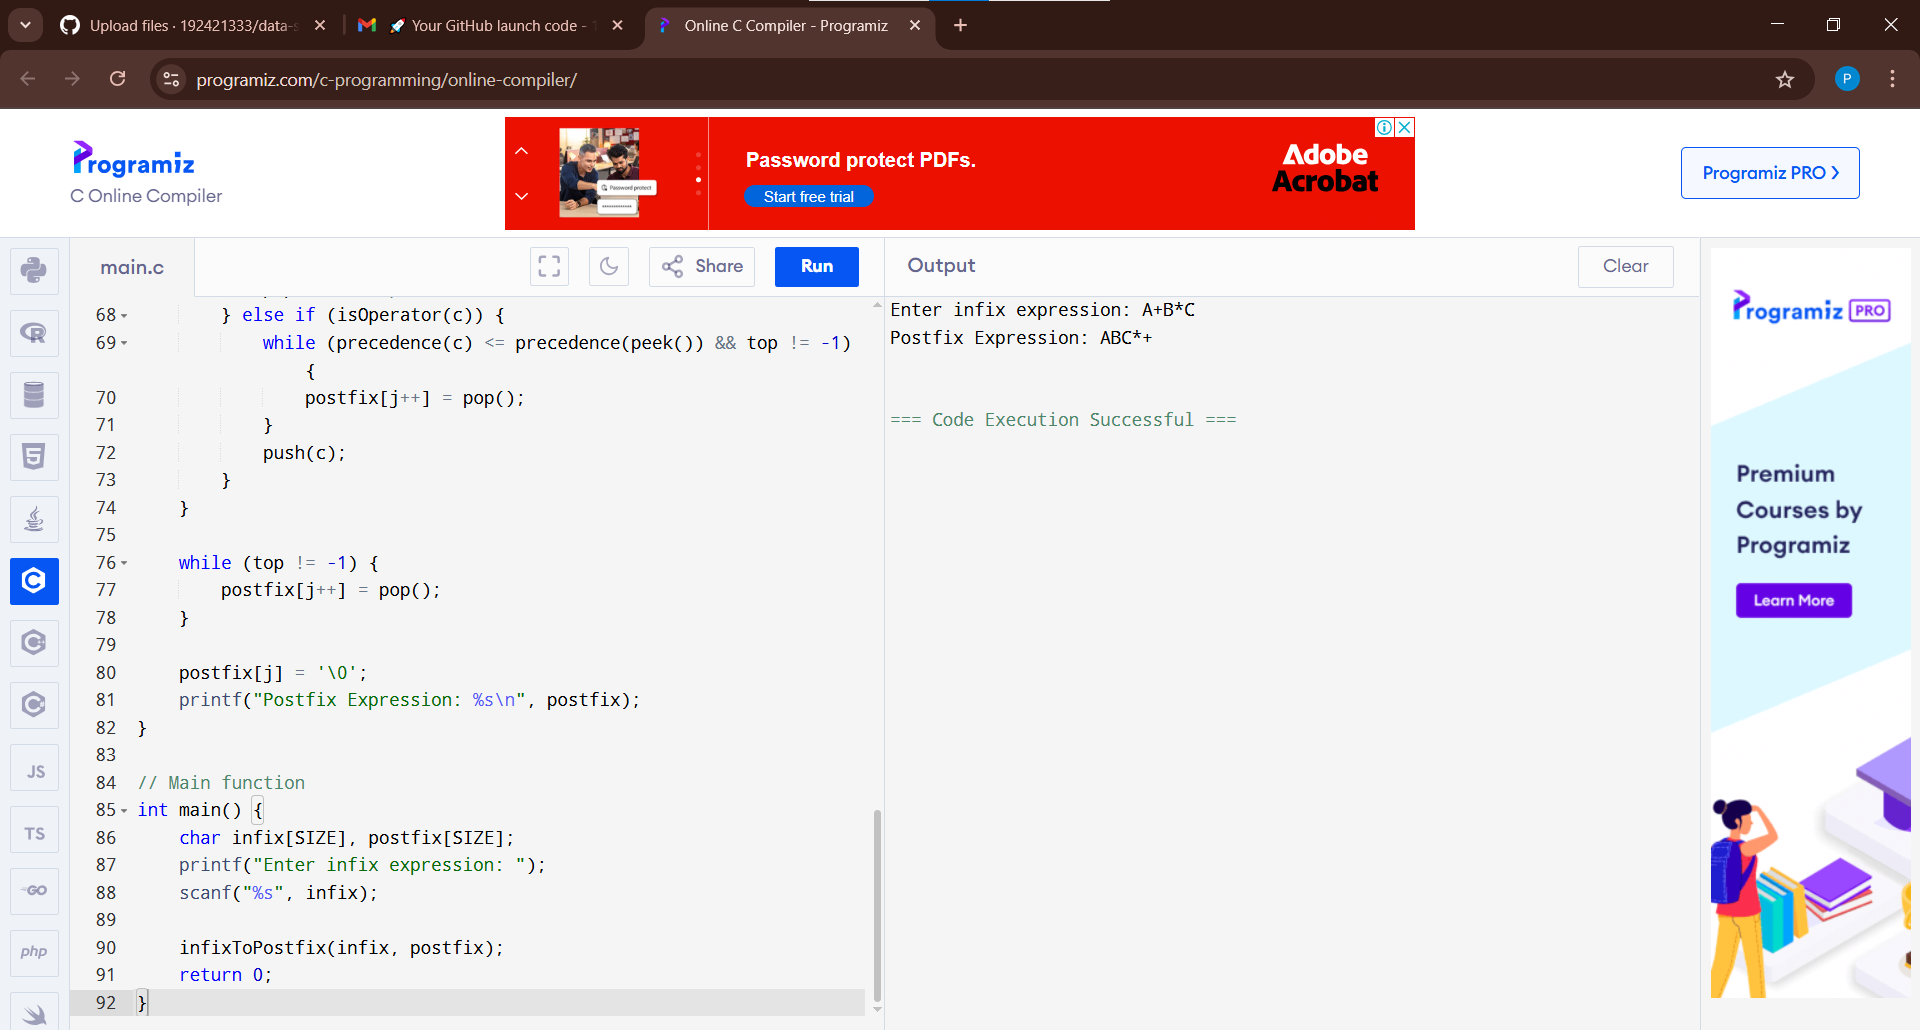 Upload files · 192421333/data-s
🚀 Your GitHub launch code - 1
Online C Compiler - Programiz
programiz.com/c-programming/online-compiler/
P
Programiz
C Online Compiler
Password protect
Password protect PDFs.
Start free trial
Adobe
Acrobat
Programiz PRO ›
main.c
Share
Run
Output
Clear
68 } else if (isOperator(c)) {
69 while (precedence(c) <= precedence(peek()) && top != -1)
{
70 postfix[j++] = pop();
71 }
72 push(c);
73 }
74 }
75
76 while (top != -1) {
77 postfix[j++] = pop();
78 }
79
80 postfix[j] = '\0';
81 printf("Postfix Expression: %s\n", postfix);
82 }
83
84 // Main function
85 int main() {
86 char infix[SIZE], postfix[SIZE];
87 printf("Enter infix expression: ");
88 scanf("%s", infix);
89
90 infixToPostfix(infix, postfix);
91 return 0;
92 }
Enter infix expression: A+B*C
Postfix Expression: ABC*+
=== Code Execution Successful ===
JS
TS
GO
php
Programiz PRO
Premium
Courses by
Programiz
Learn More